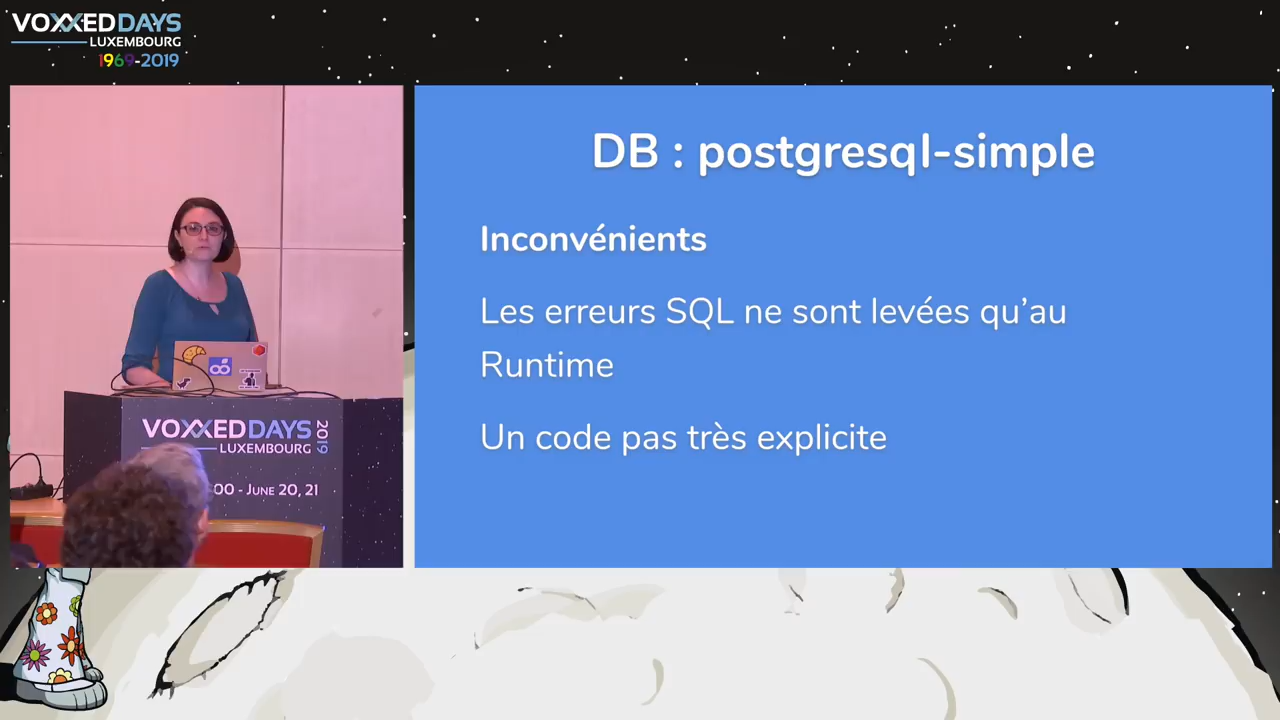 VOXXEDDAYS
LUXEMBOURG
1969-2019
DB : postgresql-simple
Inconvénients
Les erreurs SQL ne sont levées qu’au
Runtime
Un code pas très explicite
VOXXEDDAYS
LUXEMBOURG
2019
00 - JUNE 20, 21